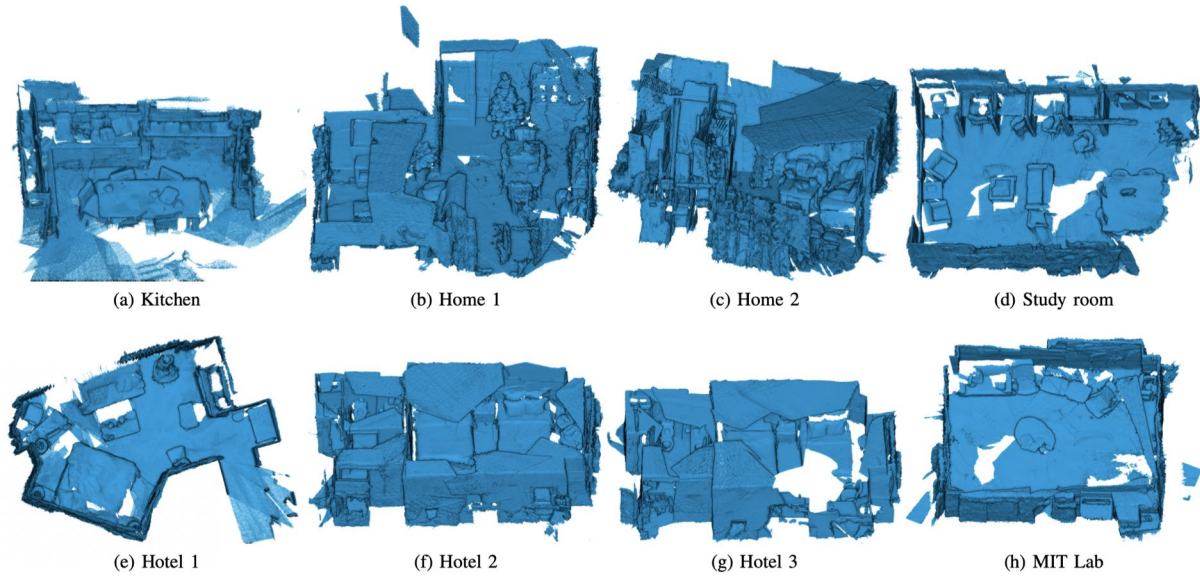 (a) Kitchen
(b) Home 1
(c) Home 2
(d) Study room
(e) Hotel 1
(f) Hotel 2
(g) Hotel 3
(h) MIT Lab